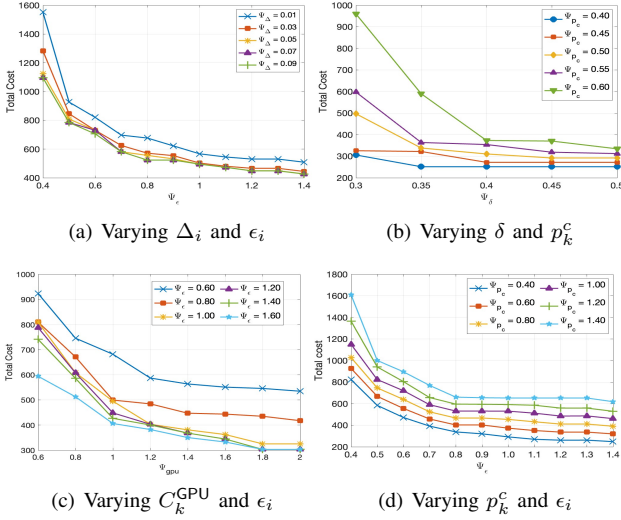 1600
1400
1200
1000
800
600
400
0.4
0.6
0.8
1
1.2
1.4
Total Cost
Ψϵ
ΨΔ = 0.01
ΨΔ = 0.03
ΨΔ = 0.05
ΨΔ = 0.07
ΨΔ = 0.09
(a) Varying Δi and ϵi
1000
900
800
700
600
500
400
300
200
0.3
0.35
0.4
0.45
0.5
Total Cost
Ψδ
Ψpc = 0.40
Ψpc = 0.45
Ψpc = 0.50
Ψpc = 0.55
Ψpc = 0.60
(b) Varying δ and pkc
1000
900
800
700
600
500
400
300
0.6
0.8
1
1.2
1.4
1.6
1.8
2
Total Cost
Ψgpu
Ψϵ = 0.60
Ψϵ = 0.80
Ψϵ = 1.00
Ψϵ = 1.20
Ψϵ = 1.40
Ψϵ = 1.60
(c) Varying CkGPU and ϵi
1800
1600
1400
1200
1000
800
600
400
200
0.4
0.5
0.6
0.7
0.8
0.9
1
1.1
1.2
1.3
1.4
Total cost
Ψϵ
Ψpc = 0.40
Ψpc = 0.60
Ψpc = 0.80
Ψpc = 1.00
Ψpc = 1.20
Ψpc = 1.40
(d) Varying pkc and ϵi